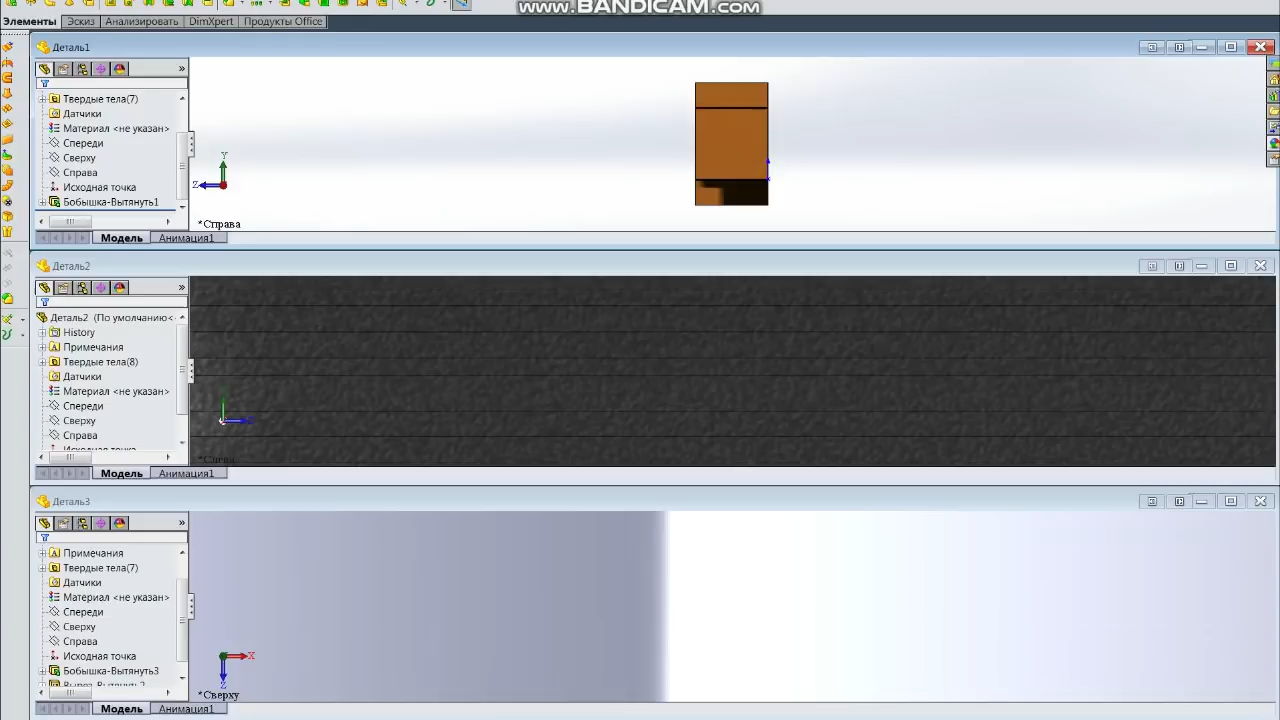 www.BANDICAM.com
Элементы Эскиз Анализировать DimXpert Продукты Office
Деталь1
»
Твердые тела(7)
Датчики
Материал <не указан>
Спереди
Сверху
Справа
Исходная точка
Бобышка-Вытянуть1
Y
Z
*Справа
Модель Анимация1
Деталь2
»
Деталь2 (По умолчанию<
History
Примечания
Твердые тела(8)
Датчики
Материал <не указан>
Спереди
Сверху
Справа
Модель Анимация1
Деталь3
»
Примечания
Твердые тела(7)
Датчики
Материал <не указан>
Спереди
Сверху
Справа
Исходная точка
Бобышка-Вытянуть3
X
Z
*Сверху
Модель Анимация1